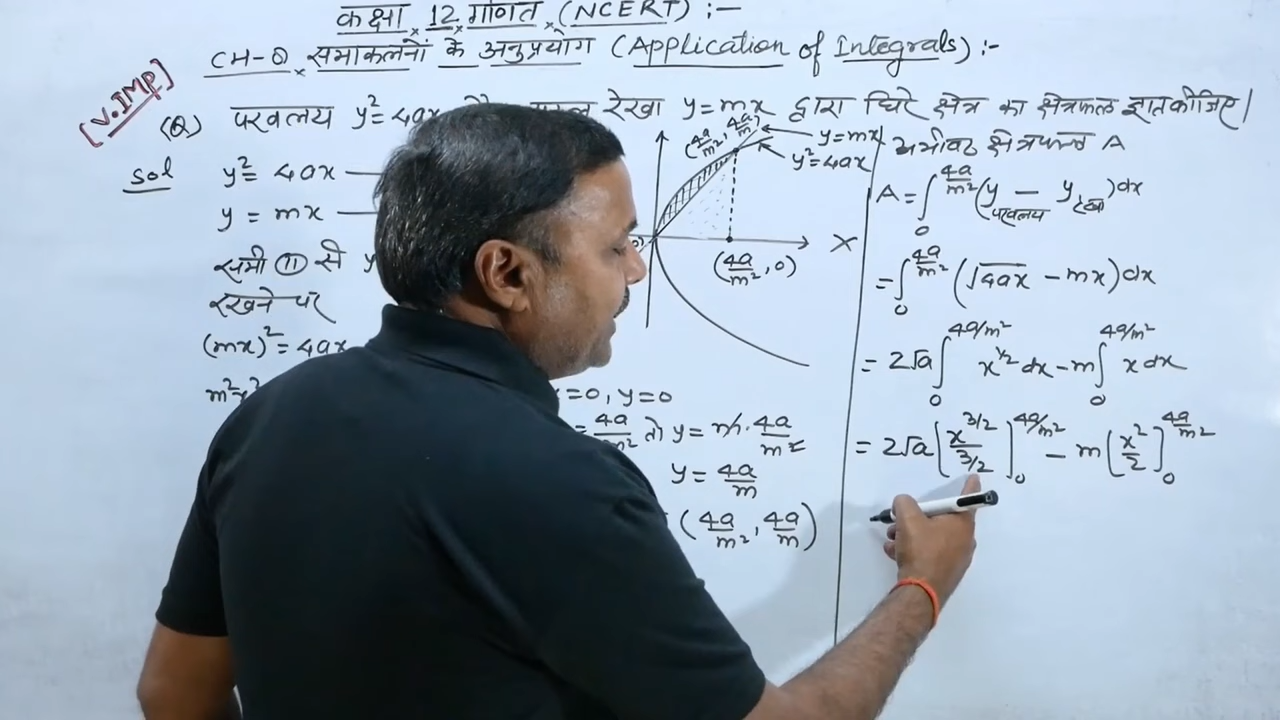 कक्षा 12 गणित (NCERT) :-
CH-8 समाकलनों के अनुप्रयोग (Application of Integrals) :-
[V.IMP]
(Q) परवलय y² = 4ax रेखा y = mx द्वारा घिरे क्षेत्र का क्षेत्रफल ज्ञात कीजिए।
sol y² = 4ax —
y = mx —
समी (11) से y
रखने पर
(mx)² = 4ax
m²x²
x = 0, y = 0
= 4a/m² तो y = m. 4a/m²
y = 4a/m
(4a/m², 4a/m)
(4a/m², 4a/m)
y = mx
y² = 4ax
X
(4a/m², 0)
अभीष्ट क्षेत्रफल A
A = ∫₀^{4a/m²} (y परवलय - y रेखा) dx
= ∫₀^{4a/m²} (√4ax - mx) dx
= 2√a ∫₀^{4a/m²} x^{1/2} dx - m ∫₀^{4a/m²} x dx
= 2√a [x^{3/2}/3/2]₀^{4a/m²} - m [x²/2]₀^{4a/m²}